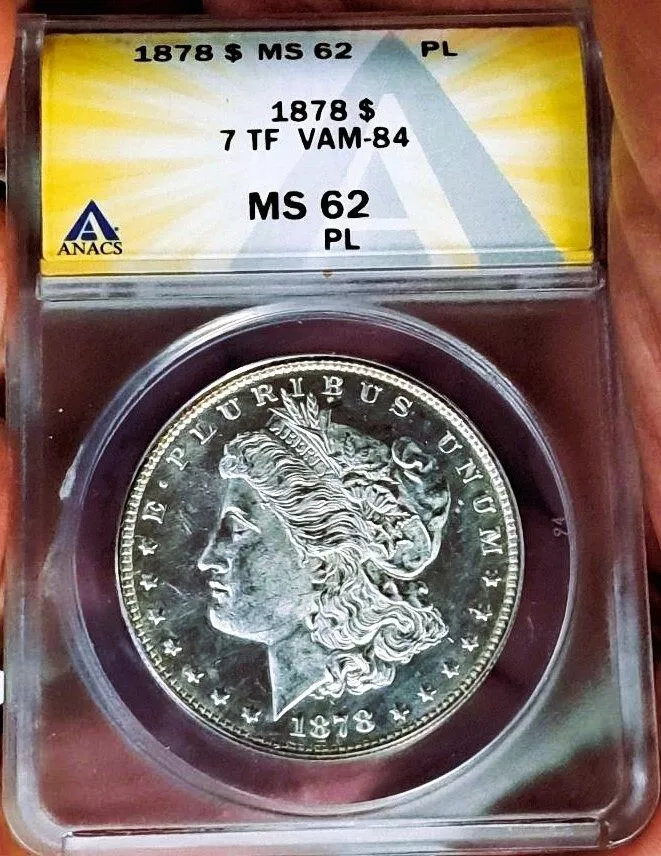 1878 $ MS 62 PL
1878 $
7 TF VAM-84
MS 62
PL
ANACS
E · PLURIBUS UNUM
LIBERTY
1878